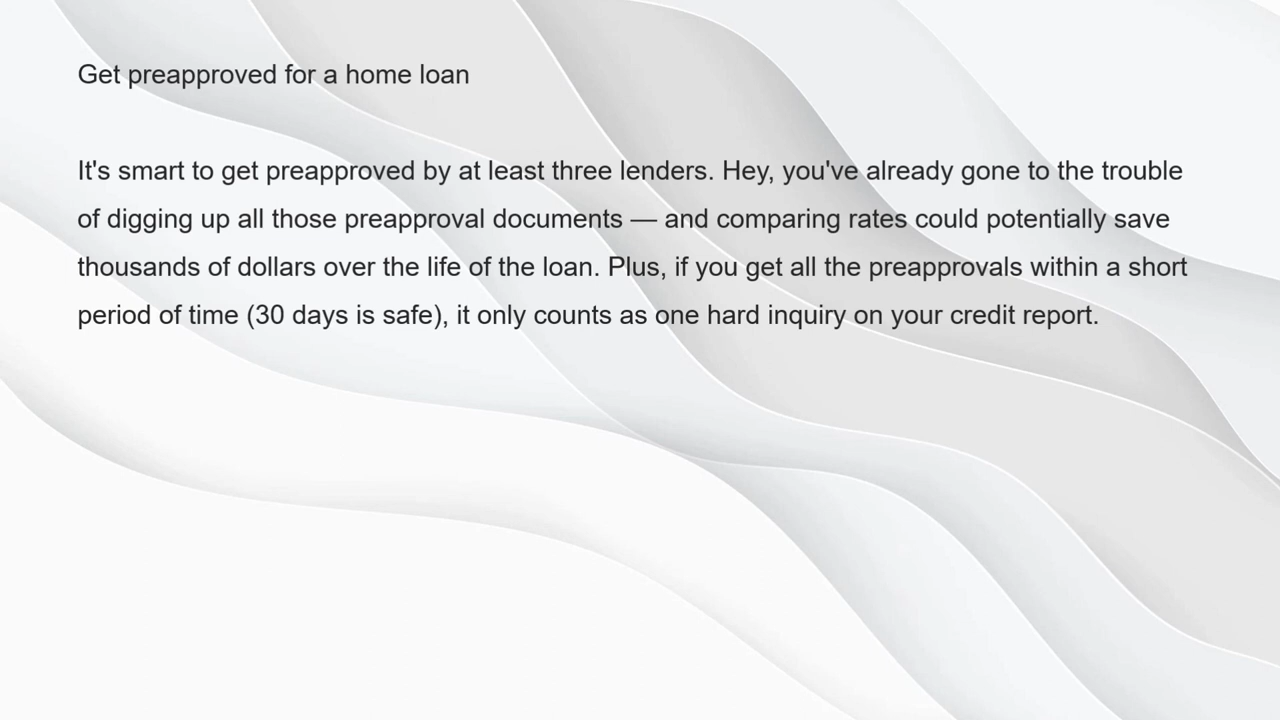 Get preapproved for a home loan
It's smart to get preapproved by at least three lenders. Hey, you've already gone to the trouble
of digging up all those preapproval documents — and comparing rates could potentially save
thousands of dollars over the life of the loan. Plus, if you get all the preapprovals within a short
period of time (30 days is safe), it only counts as one hard inquiry on your credit report.